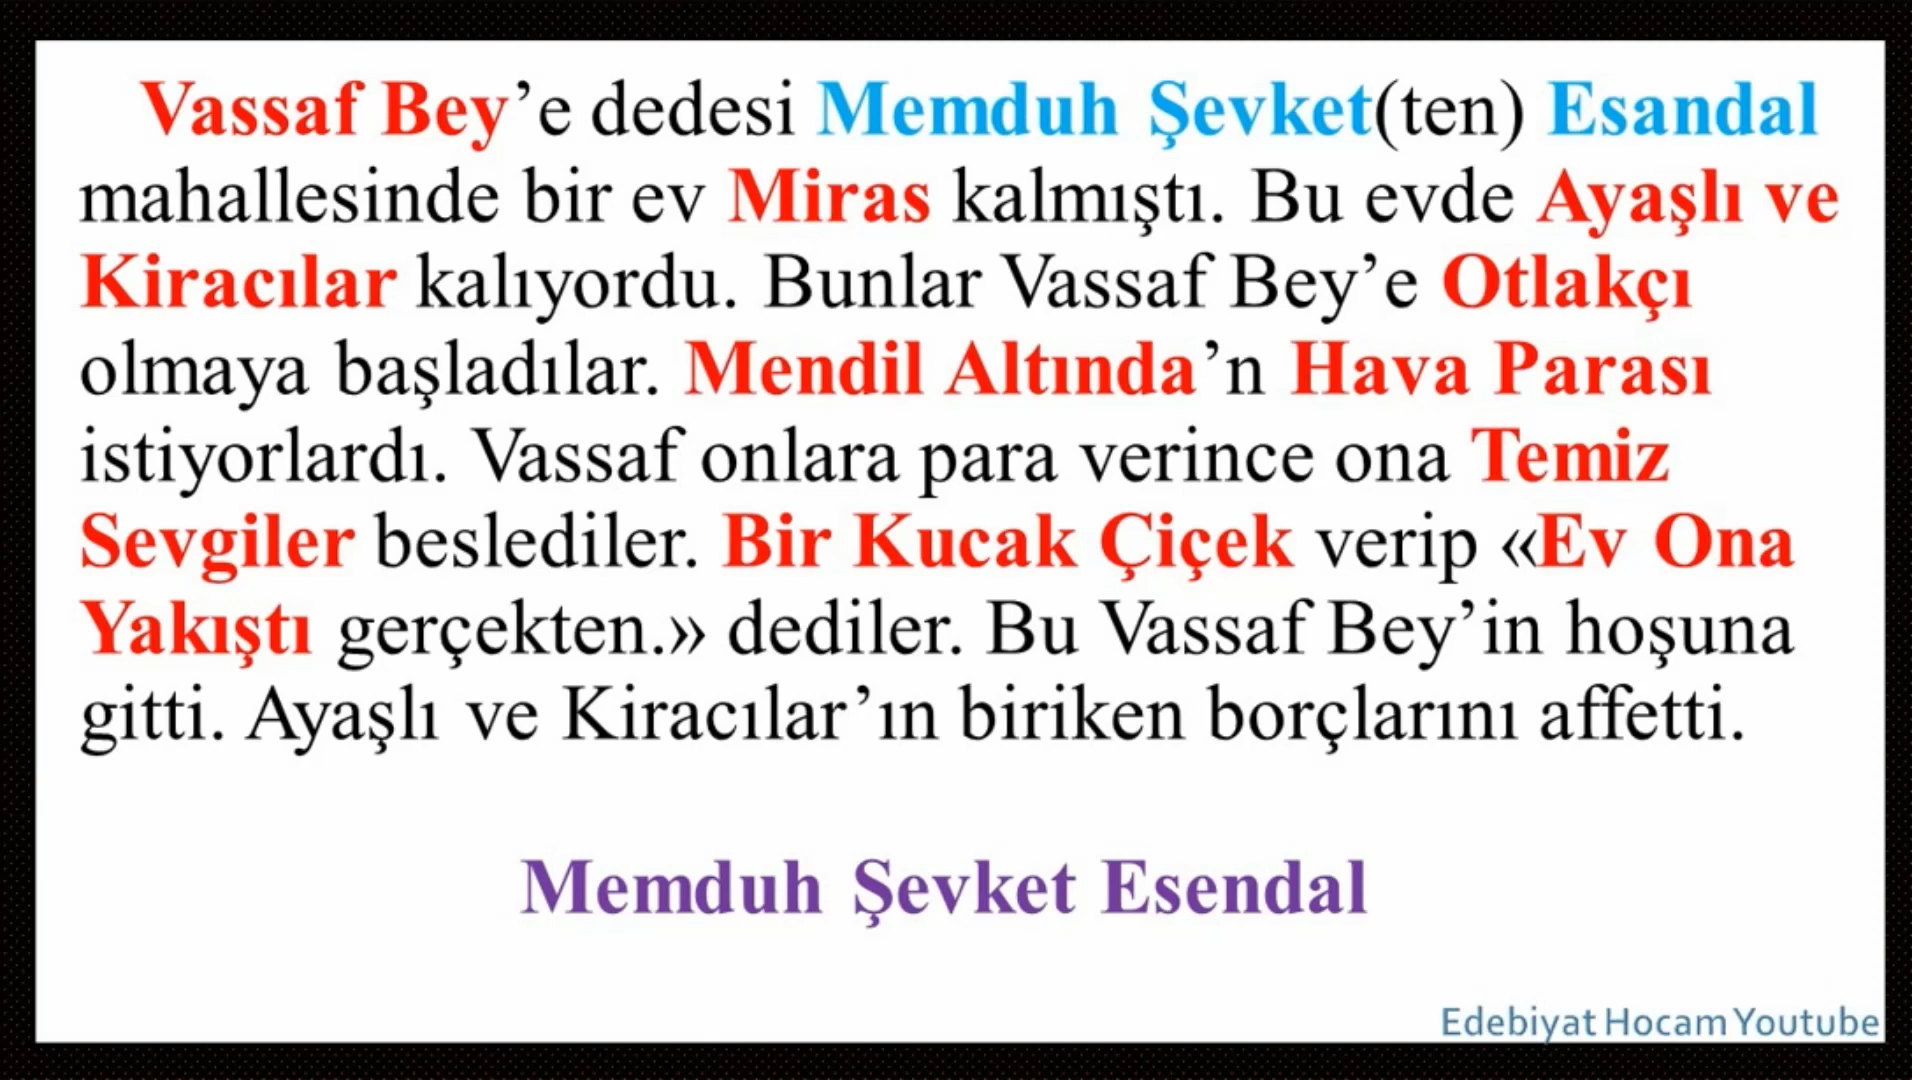 Vassaf Bey’e dedesi Memduh Şevket(ten) Esandal
mahallesinde bir ev Miras kalmıştı. Bu evde Ayaşlı ve
Kiracılar kalıyordu. Bunlar Vassaf Bey’e Otlakçı
olmaya başladılar. Mendil Altında’n Hava Parası
istiyorlardı. Vassaf onlara para verince ona Temiz
Sevgiler beslediler. Bir Kucak Çiçek verip «Ev Ona
Yakıştı gerçekten.» dediler. Bu Vassaf Bey’in hoşuna
gitti. Ayaşlı ve Kiracılar’ın biriken borçlarını affetti.
Memduh Şevket Esendal
Edebiyat Hocam Youtube